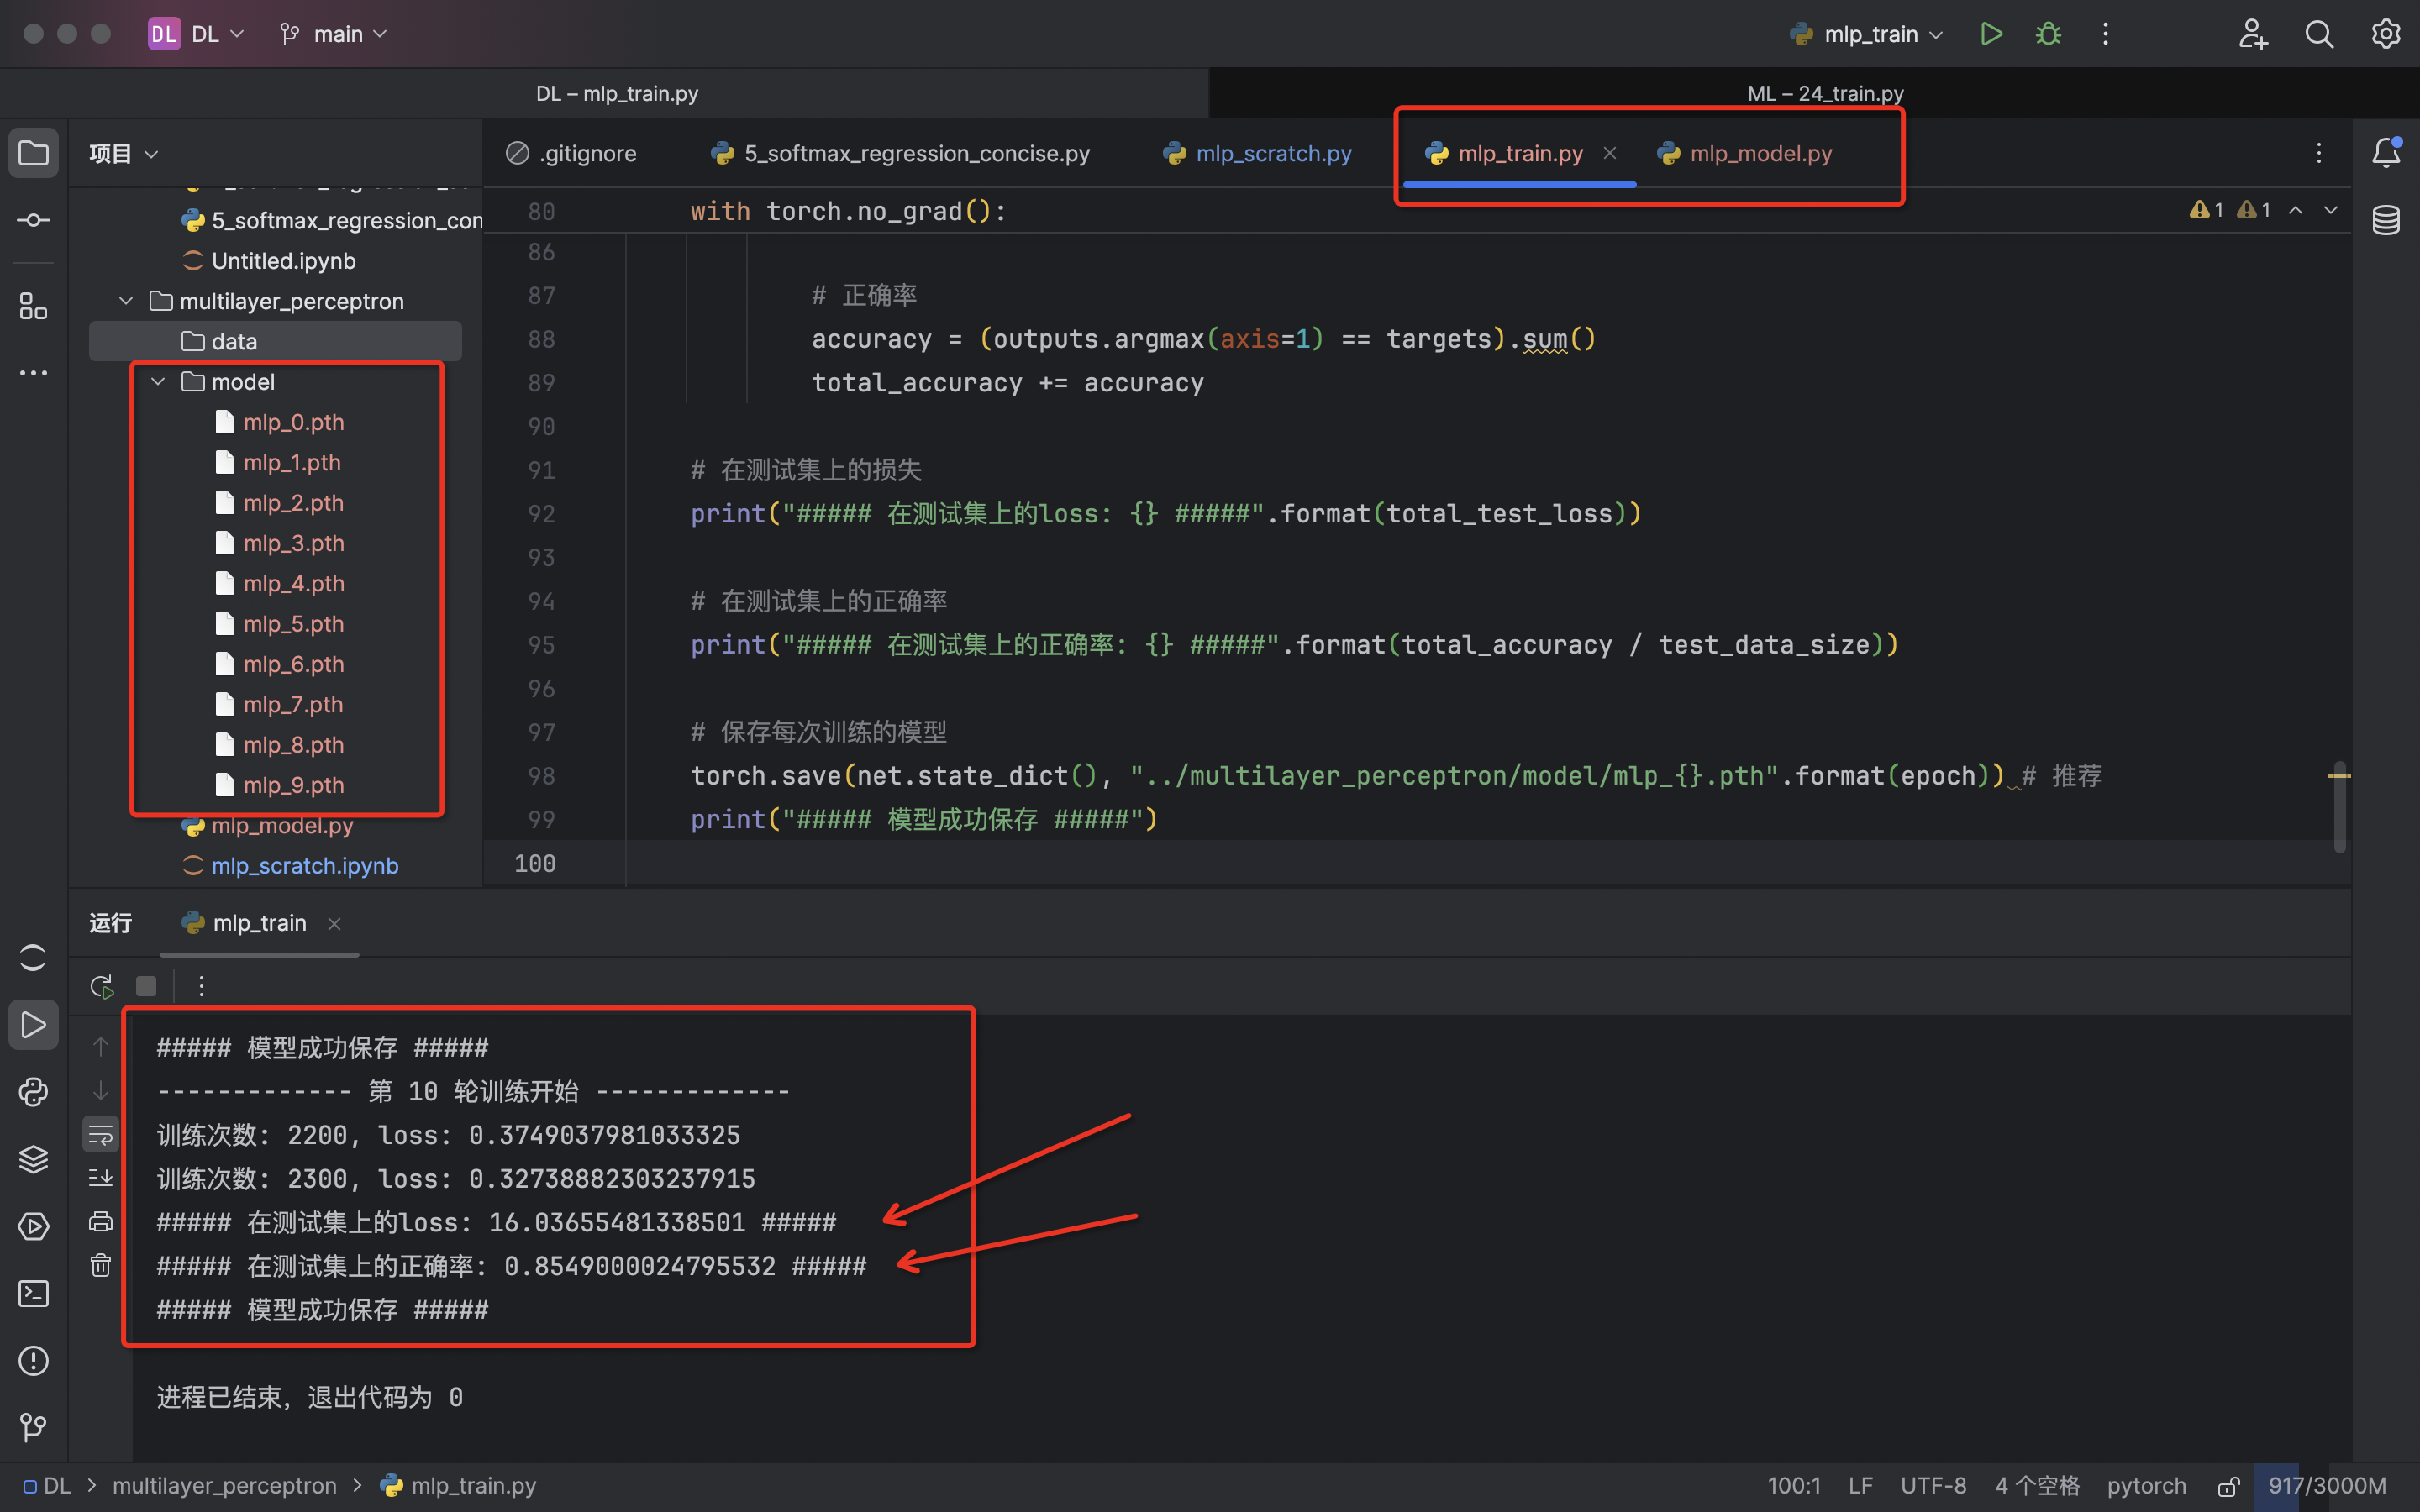 DL DL main mlp_train
DL – mlp_train.py ML – 24_train.py
项目
.gitignore 5_softmax_regression_concise.py mlp_scratch.py mlp_train.py mlp_model.py
5_softmax_regression_con
Untitled.ipynb
multilayer_perceptron
data
model
mlp_0.pth
mlp_1.pth
mlp_2.pth
mlp_3.pth
mlp_4.pth
mlp_5.pth
mlp_6.pth
mlp_7.pth
mlp_8.pth
mlp_9.pth
mlp_model.py
mlp_scratch.ipynb
80 with torch.no_grad(): 1 1
86
87 # 正确率
88 accuracy = (outputs.argmax(axis=1) == targets).sum()
89 total_accuracy += accuracy
90
91 # 在测试集上的损失
92 print("##### 在测试集上的loss: {} #####".format(total_test_loss))
93
94 # 在测试集上的正确率
95 print("##### 在测试集上的正确率: {} #####".format(total_accuracy / test_data_size))
96
97 # 保存每次训练的模型
98 torch.save(net.state_dict(), "../multilayer_perceptron/model/mlp_{}.pth".format(epoch)) # 推荐
99 print("##### 模型成功保存 #####")
100
运行 mlp_train
##### 模型成功保存 #####
------------- 第 10 轮训练开始 -------------
训练次数: 2200, loss: 0.3749037981033325
训练次数: 2300, loss: 0.32738882303237915
##### 在测试集上的loss: 16.03655481338501 #####
##### 在测试集上的正确率: 0.8549000024795532 #####
##### 模型成功保存 #####
进程已结束，退出代码为 0
DL multilayer_perceptron mlp_train.py 100:1 LF UTF-8 4 个空格 pytorch 917/3000M